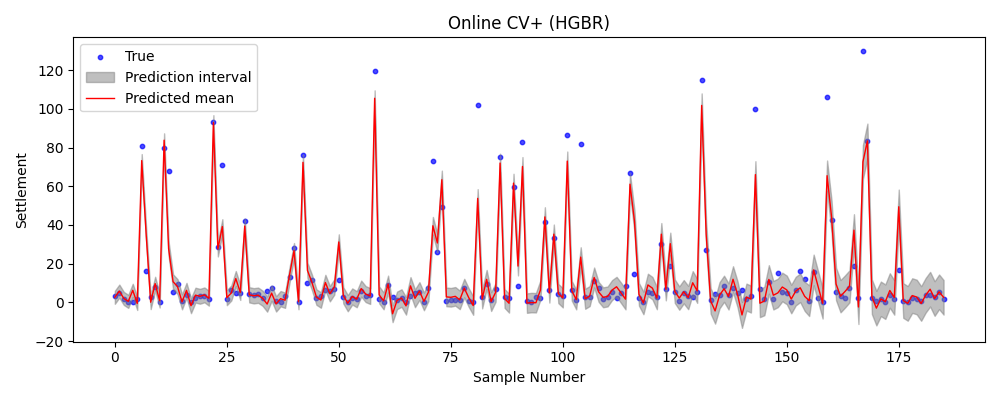 Online CV+ (HGBR)
True
Prediction interval
Predicted mean
Settlement
120
100
80
60
40
20
0
−20
0 25 50 75 100 125 150 175
Sample Number